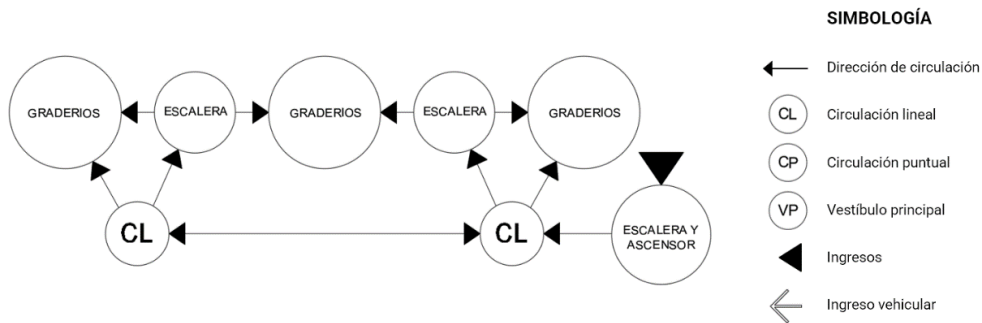 GRADERIOS
ESCALERA
GRADERIOS
ESCALERA
GRADERIOS
CL
CL
ESCALERA Y
ASCENSOR
SIMBOLOGÍA
Dirección de circulación
CL Circulación lineal
CP Circulación puntual
VP Vestíbulo principal
Ingresos
Ingreso vehicular